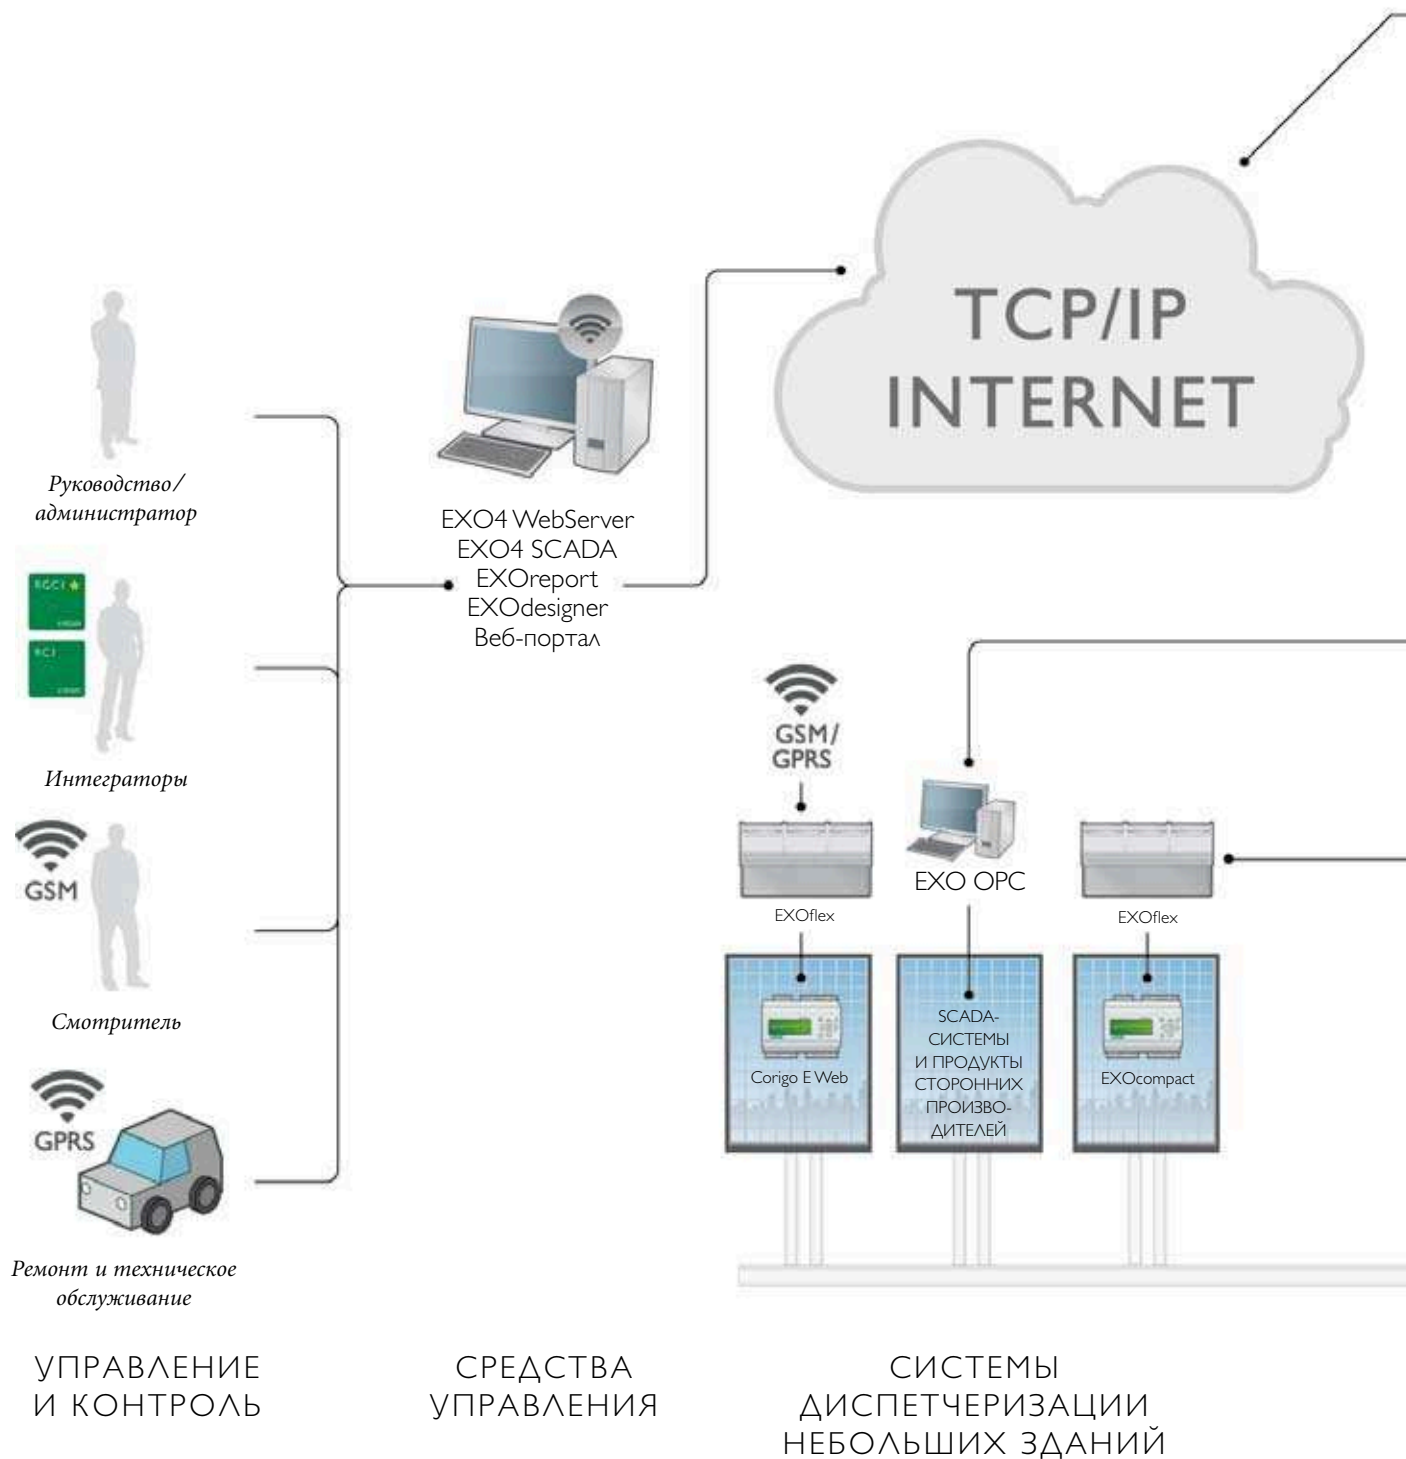 TCP/IP
INTERNET
Руководство/
администратор
EXO4 WebServer
EXO4 SCADA
EXOreport
EXOdesigner
Веб-портал
Интеграторы
GSM
Смотритель
GPRS
Ремонт и техническое
обслуживание
GSM/
GPRS
EXOflex
EXO OPC
EXOflex
Corigo E Web
SCADA-
СИСТЕМЫ
И ПРОДУКТЫ
СТОРОННИХ
ПРОИЗВО-
ДИТЕЛЕЙ
EXOcompact
УПРАВЛЕНИЕ
И КОНТРОЛЬ
СРЕДСТВА
УПРАВЛЕНИЯ
СИСТЕМЫ
ДИСПЕТЧЕРИЗАЦИИ
НЕБОЛЬШИХ ЗДАНИЙ